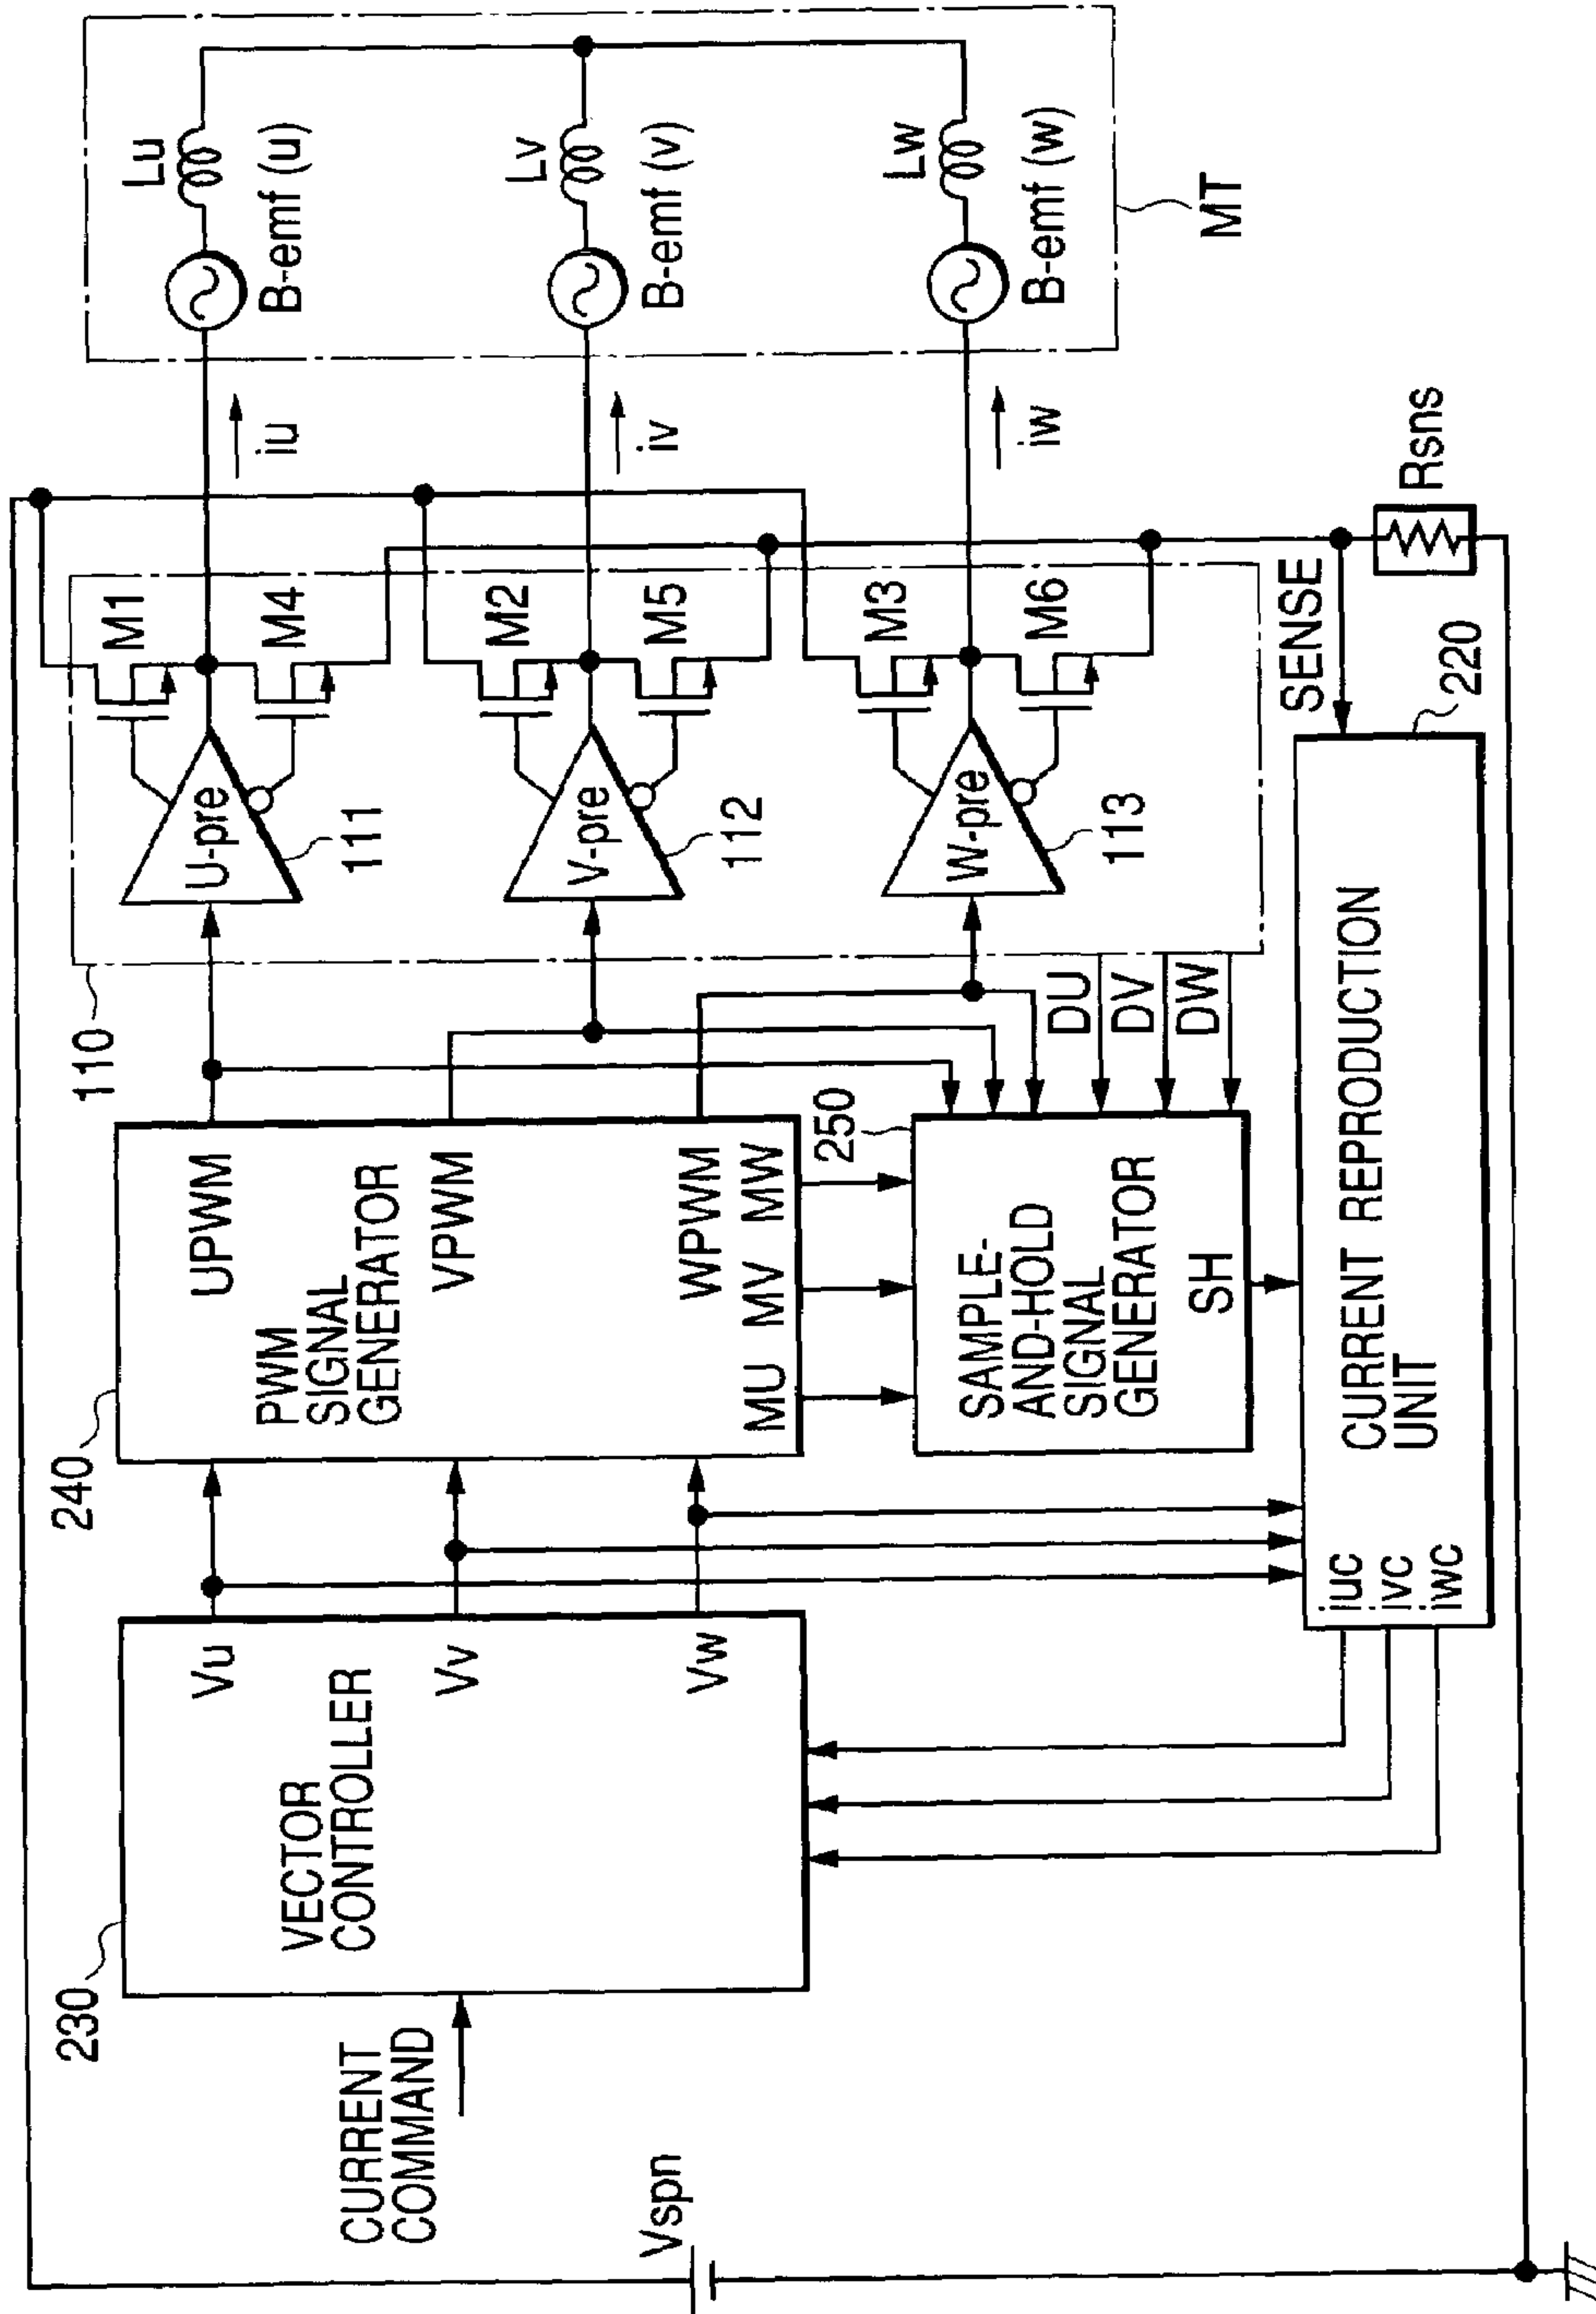 Vspn
CURRENT
COMMAND
230
VECTOR
CONTROLLER
Vu
Vv
Vw
240
PWM
SIGNAL
GENERATOR
UPWM
VPWM
WPWM
MU
MV
MW
250
SAMPLE-
AND-HOLD
SIGNAL
GENERATOR
SH
DU
DV
DW
110
U-pre
111
M1
M4
V-pre
112
M2
M5
W-pre
113
M3
M6
iu
iv
iw
Lu
B-emf (u)
Lv
B-emf (v)
Lw
B-emf (w)
MT
Rsns
SENSE
220
CURRENT REPRODUCTION
UNIT
iuc
ivc
iwc